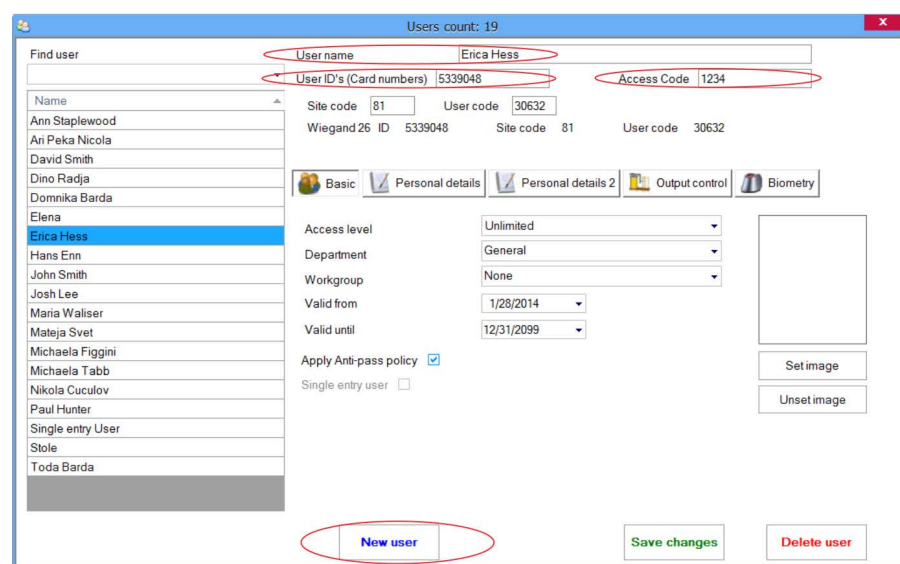 Users count: 19
x
Find user
User name Erica Hess
User ID's (Card numbers) 5339048 Access Code 1234
Site code 81 User code 30632
Wiegand 26 ID 5339048 Site code 81 User code 30632
Name
Ann Staplewood
Ari Peka Nicola
David Smith
Dino Radja
Domnika Barda
Elena
Erica Hess
Hans Enn
John Smith
Josh Lee
Maria Waliser
Mateja Svet
Michaela Figgini
Michaela Tabb
Nikola Cuculov
Paul Hunter
Single entry User
Stole
Toda Barda
Basic Personal details Personal details 2 Output control Biometry
Access level Unlimited
Department General
Workgroup None
Valid from 1/28/2014
Valid until 12/31/2099
Apply Anti-pass policy
Single entry user
Set image
Unset image
New user Save changes Delete user